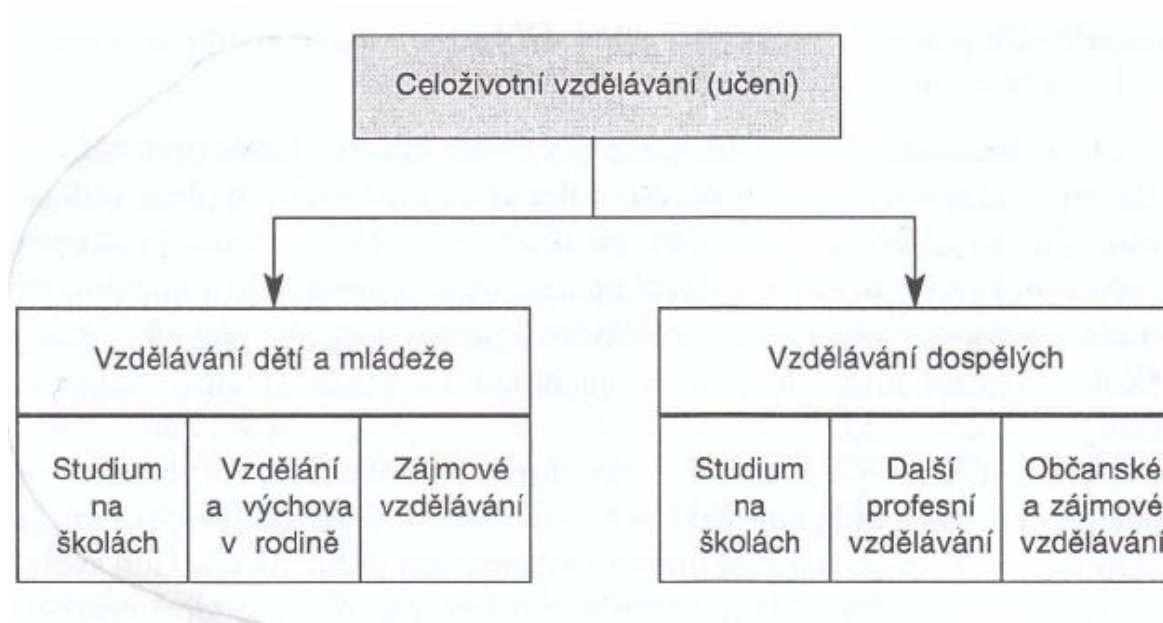 Celoživotní vzdělávání (učení)
Vzdělávání dětí a mládeže
Studium
na
školách
Vzdělání
a výchova
v rodině
Zájmové
vzdělávání
Vzdělávání dospělých
Studium
na
školách
Další
profesní
vzdělávání
Občanské
a zájmové
vzdělávání